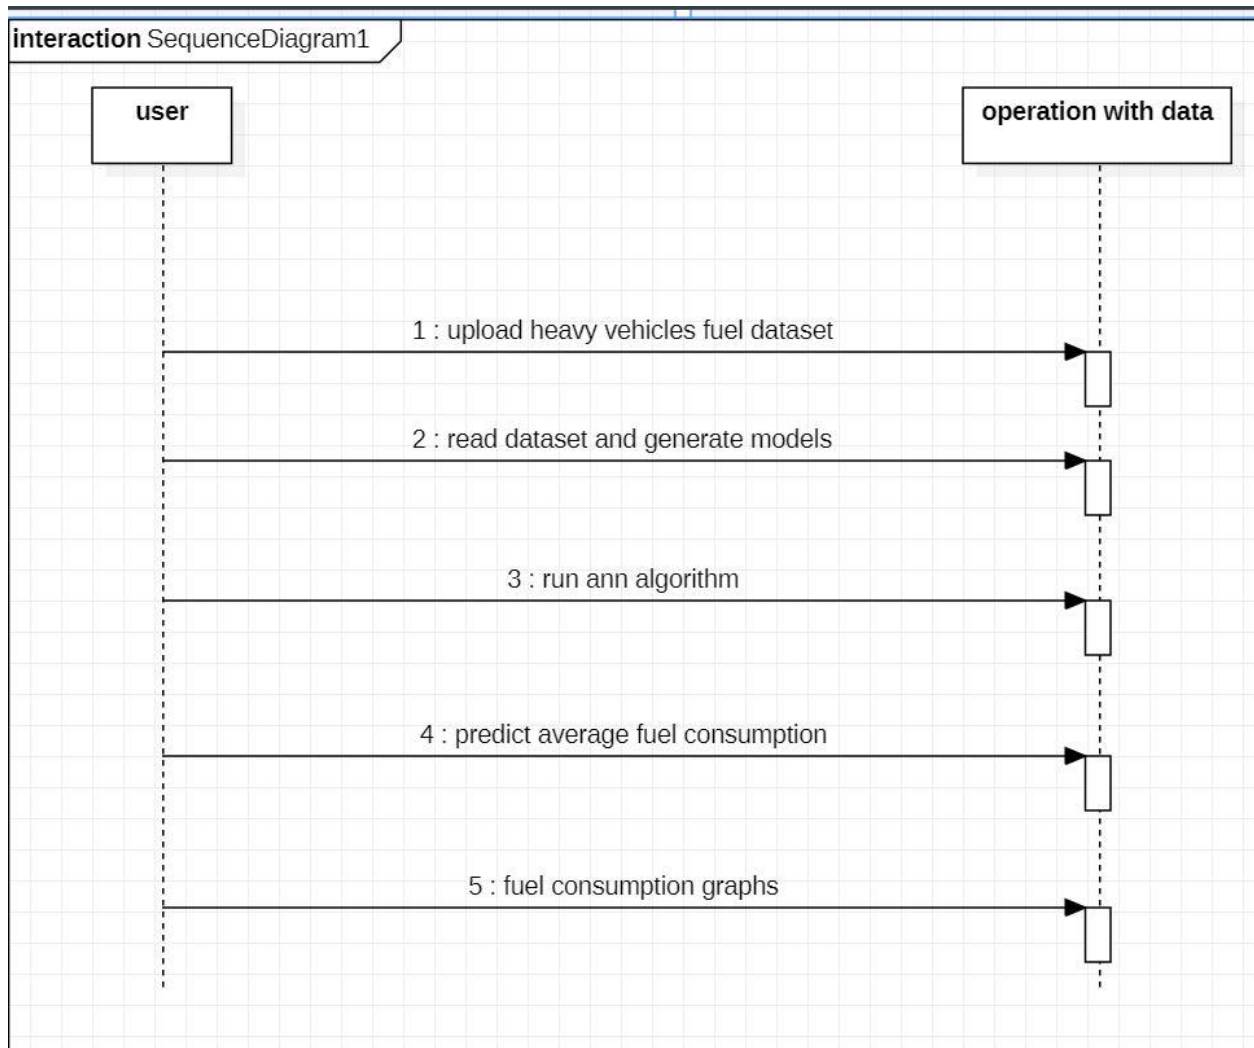 interaction SequenceDiagram1
user
operation with data
1 : upload heavy vehicles fuel dataset
2 : read dataset and generate models
3 : run ann algorithm
4 : predict average fuel consumption
5 : fuel consumption graphs